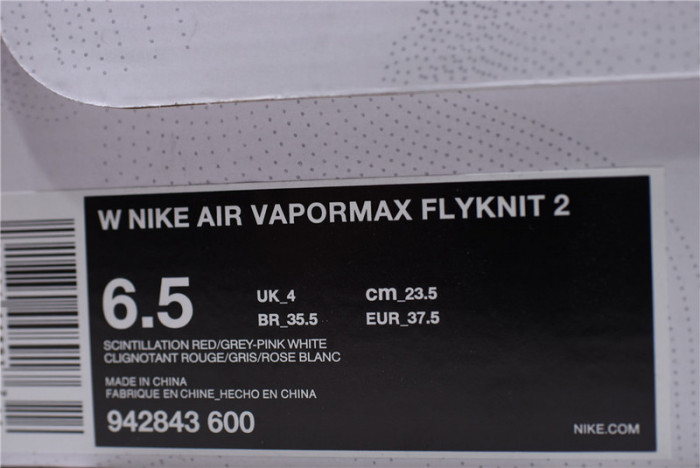 W NIKE AIR VAPORMAX FLYKNIT 2
6.5
UK_4 cm_23.5
BR_35.5 EUR_37.5
SCINTILLATION RED/GREY-PINK WHITE
CLIGNOTANT ROUGE/GRIS/ROSE BLANC
MADE IN CHINA
FABRIQUE EN CHINE_HECHO EN CHINA
942843 600
NIKE.COM